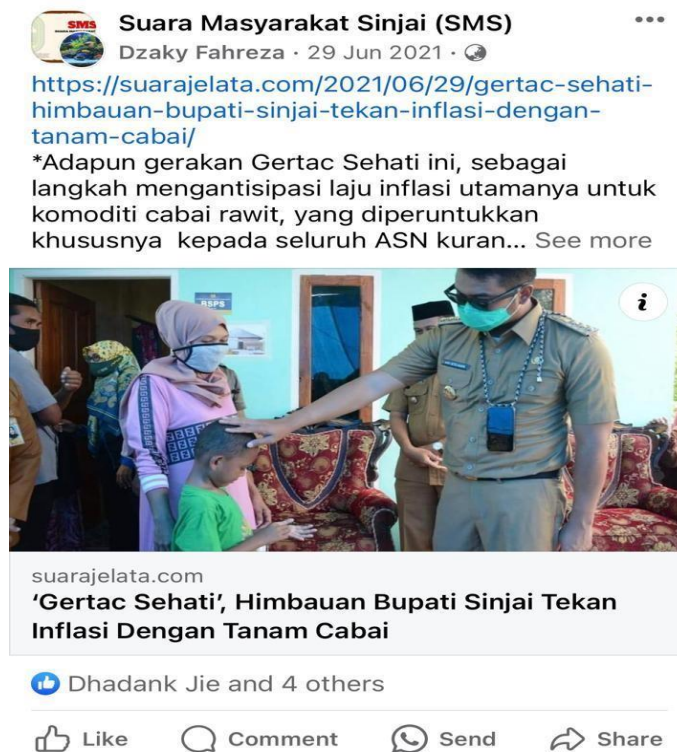 Suara Masyarakat Sinjai (SMS)
Dzaky Fahreza · 29 Jun 2021 ·
https://suarajelata.com/2021/06/29/gertac-sehati-
himbauan-bupati-sinjai-tekan-inflasi-dengan-
tanam-cabai/
*Adapun gerakan Gertac Sehati ini, sebagai
langkah mengantisipasi laju inflasi utamanya untuk
komoditi cabai rawit, yang diperuntukkan
khususnya kepada seluruh ASN kuran... See more
SMS
RSPS
i
suarajelata.com
‘Gertac Sehati’, Himbauan Bupati Sinjai Tekan
Inflasi Dengan Tanam Cabai
Dhadank Jie and 4 others
Like Comment Send Share